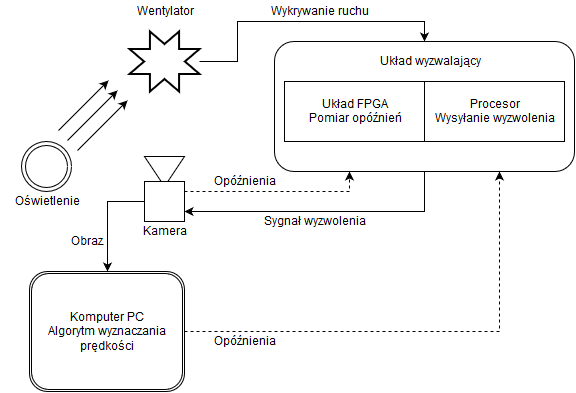 Wentylator
Wykrywanie ruchu
Układ wyzwalający
Układ FPGA
Pomiar opóźnień
Procesor
Wysyłanie wyzwolenia
Oświetlenie
Opóźnienia
Sygnał wyzwolenia
Kamera
Obraz
Komputer PC
Algorytm wyznaczania
prędkości
Opóźnienia